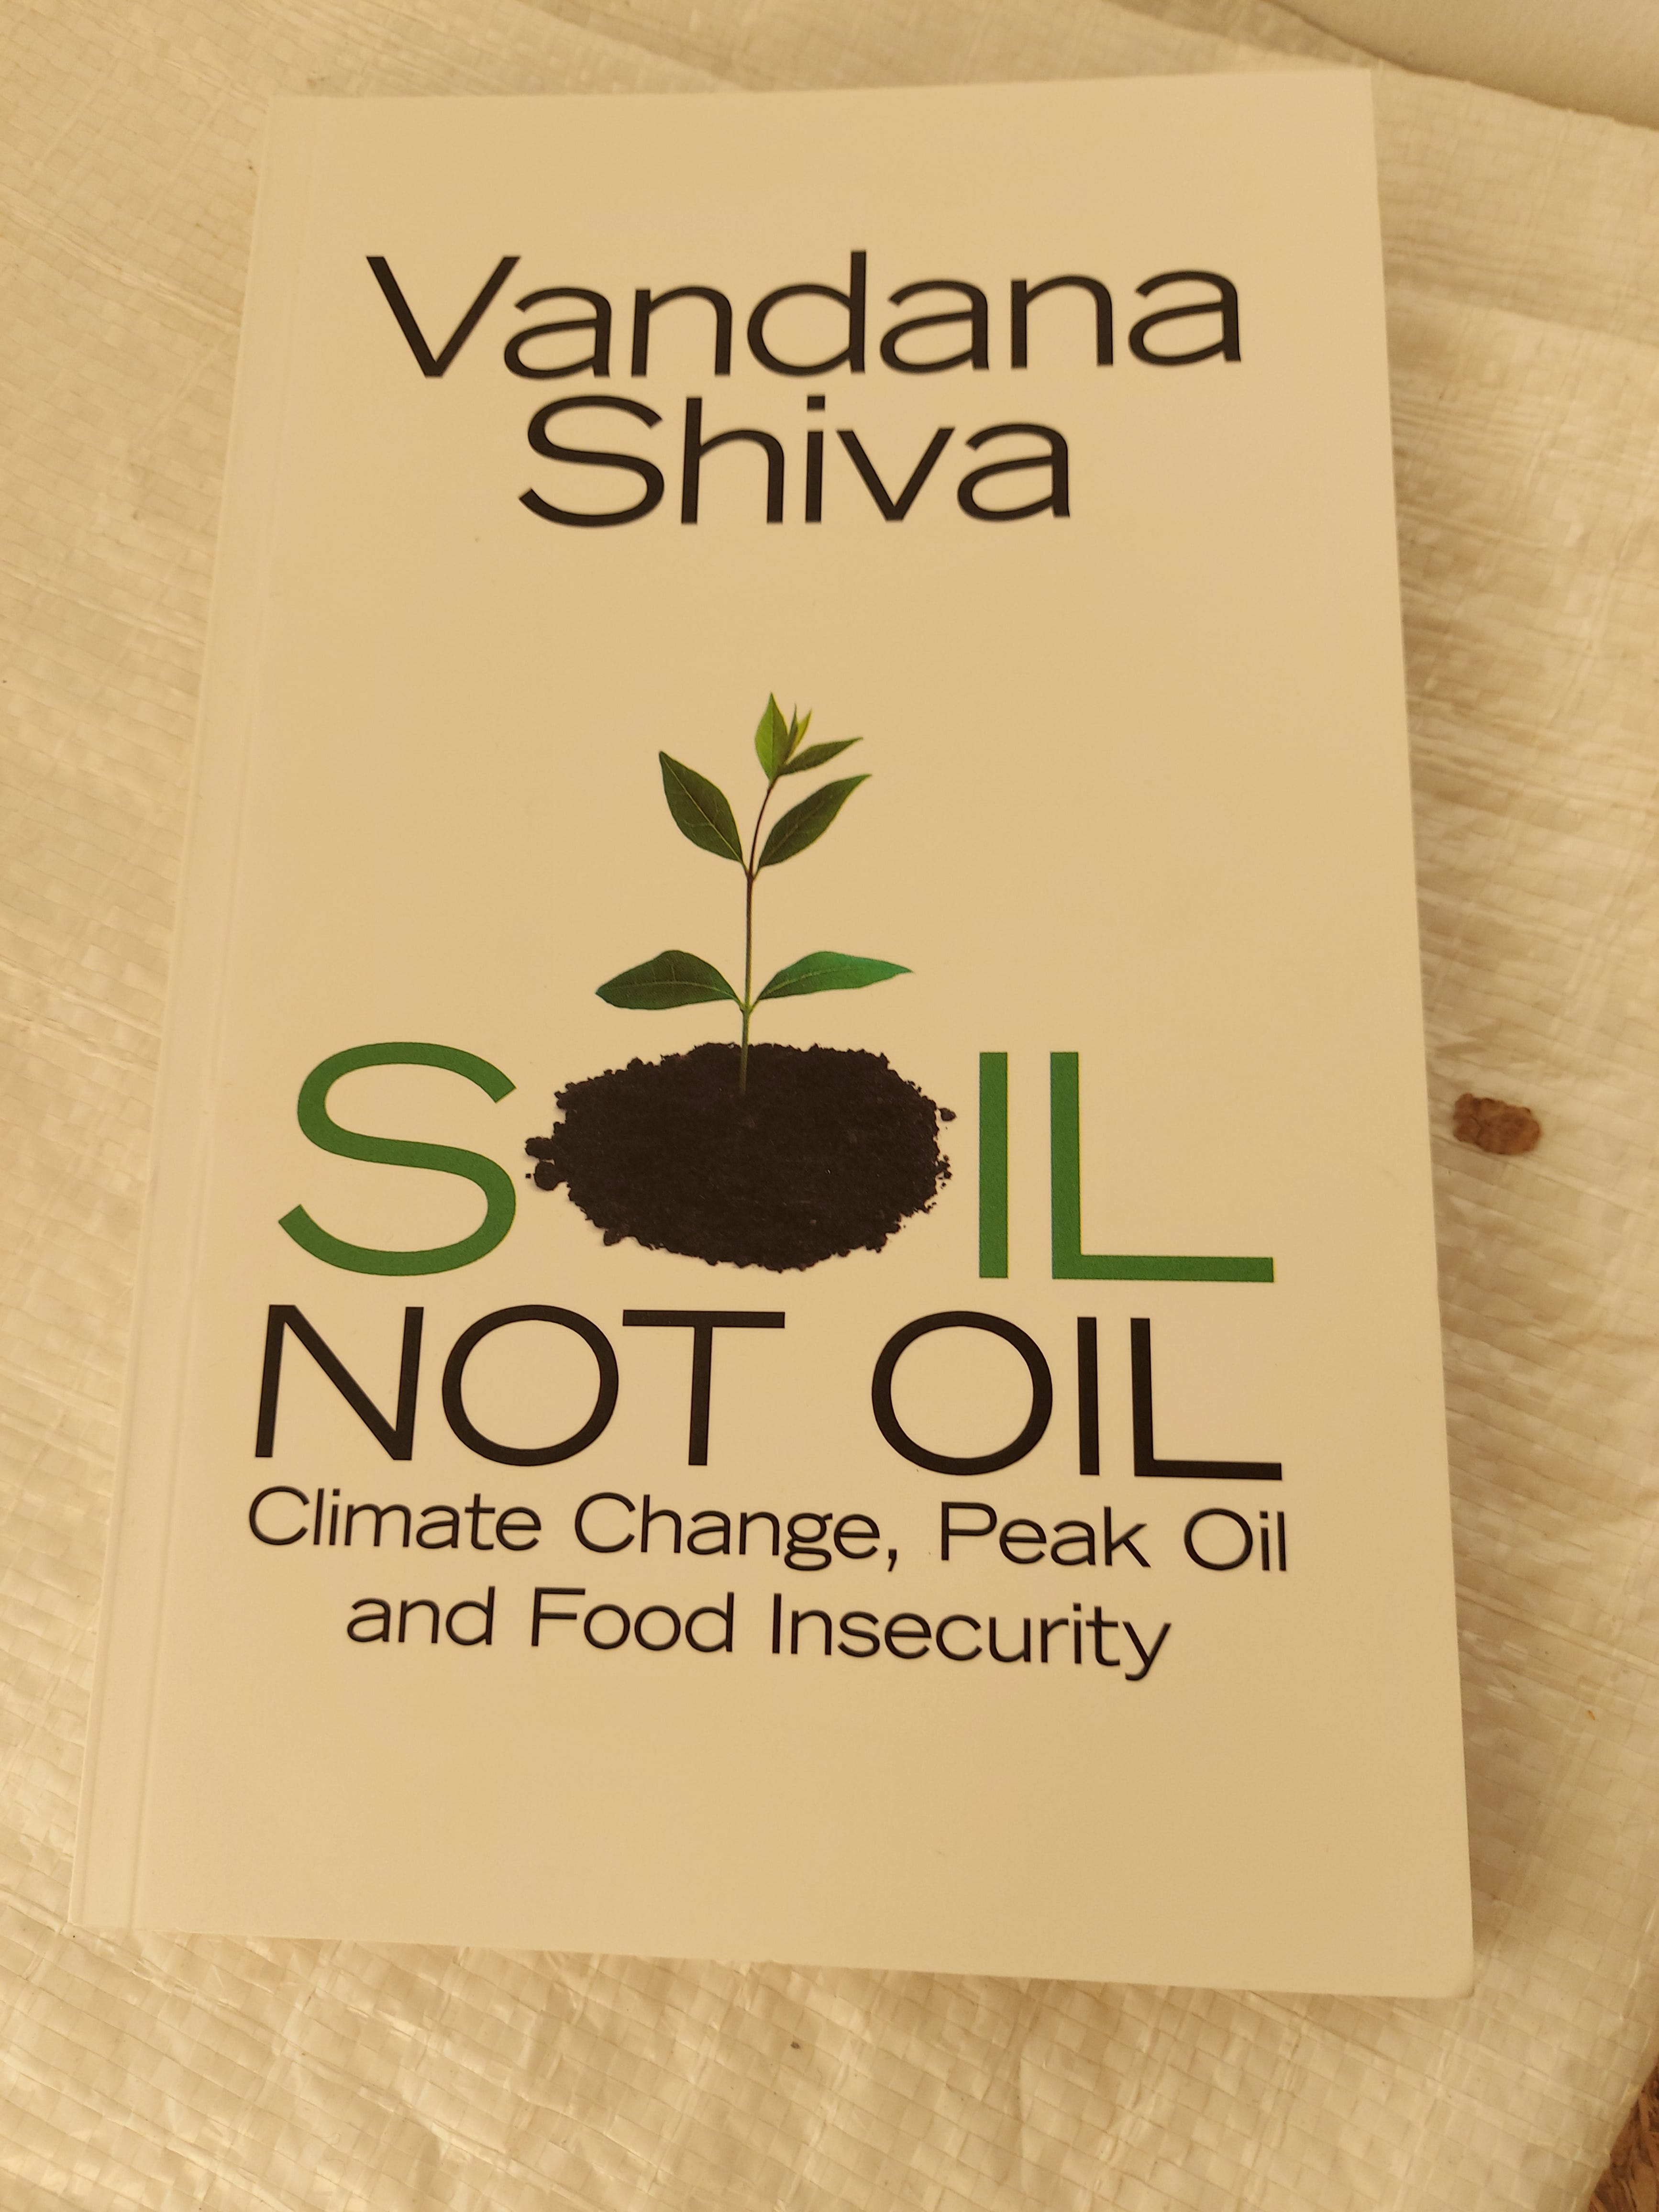 Vandana
Shiva
SOIL
NOT OIL
Climate Change, Peak Oil
and Food Insecurity